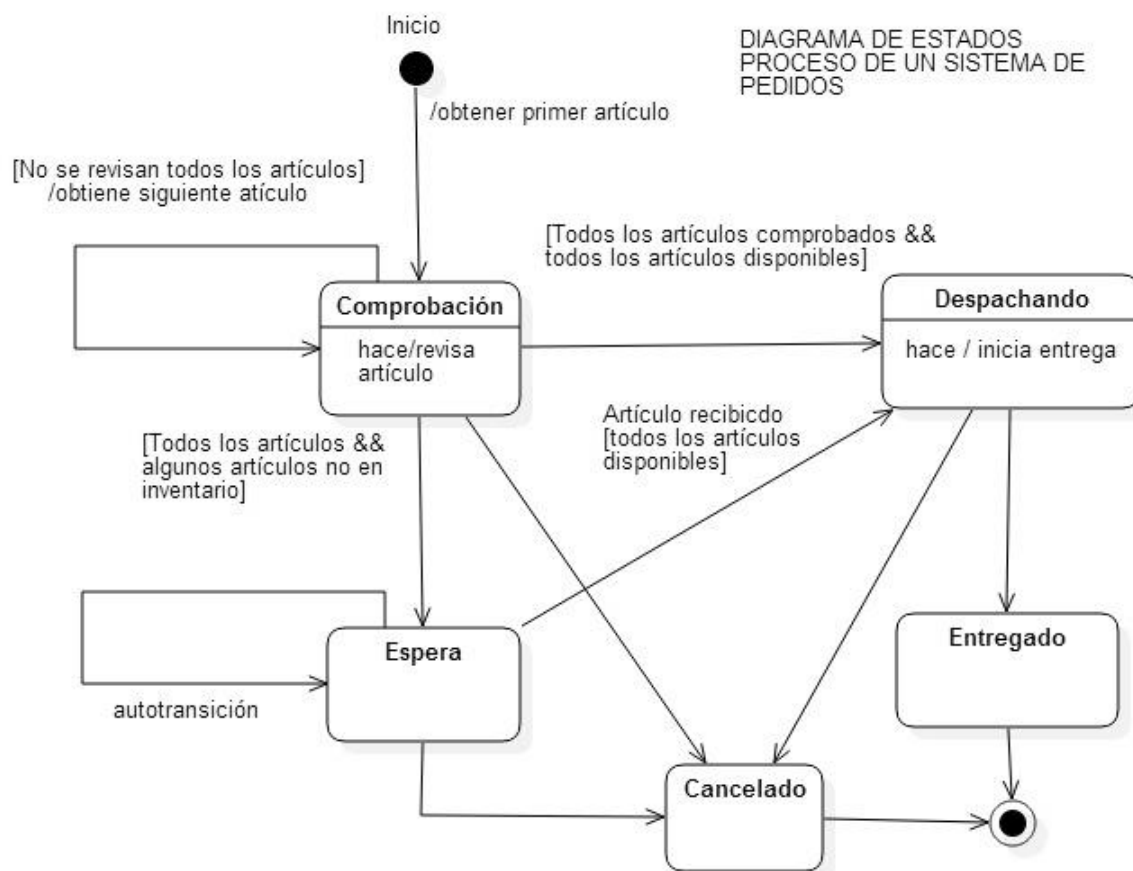 Inicio
DIAGRAMA DE ESTADOS
PROCESO DE UN SISTEMA DE
PEDIDOS
/obtener primer artículo
[No se revisan todos los artículos]
/obtiene siguiente atículo
[Todos los artículos comprobados &&
todos los artículos disponibles]
Comprobación
hace/revisa
artículo
Despachando
hace / inicia entrega
[Todos los artículos &&
algunos artículos no en
inventario]
Artículo recibicdo
[todos los artículos
disponibles]
Espera
autotransición
Entregado
Cancelado